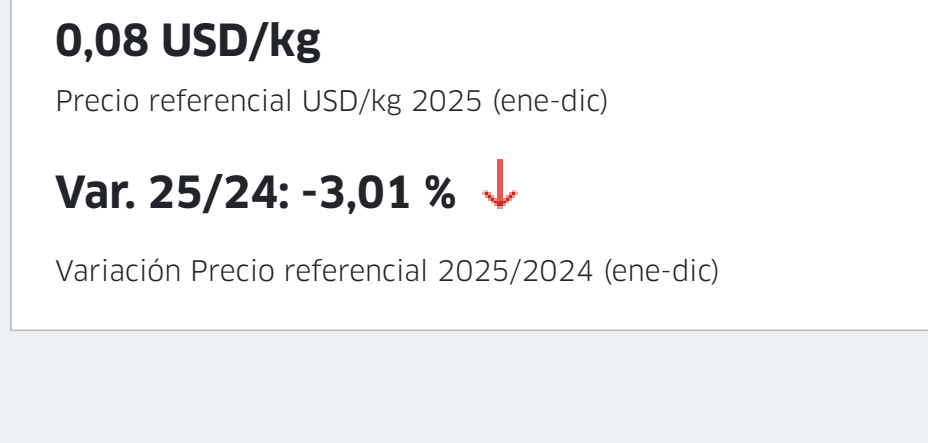 0,08 USD/kg
Precio referencial USD/kg 2025 (ene-dic)
Var. 25/24: -3,01 %
Variación Precio referencial 2025/2024 (ene-dic)